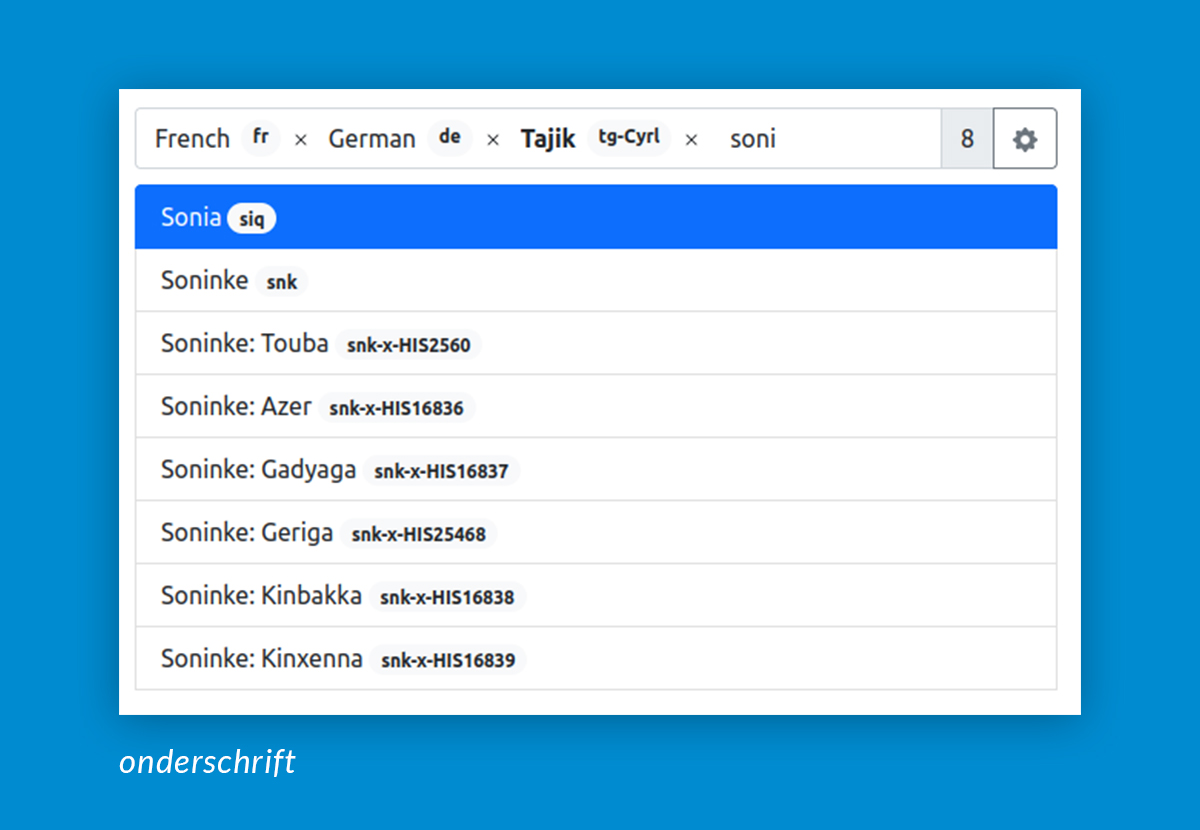 French fr × German de × Tajik tg-Cyrl × soni 8
Sonia siq
Soninke snk
Soninke: Touba snk-x-HIS2560
Soninke: Azer snk-x-HIS16836
Soninke: Gadyaga snk-x-HIS16837
Soninke: Geriga snk-x-HIS25468
Soninke: Kinbakka snk-x-HIS16838
Soninke: Kinxenna snk-x-HIS16839
onderschrift